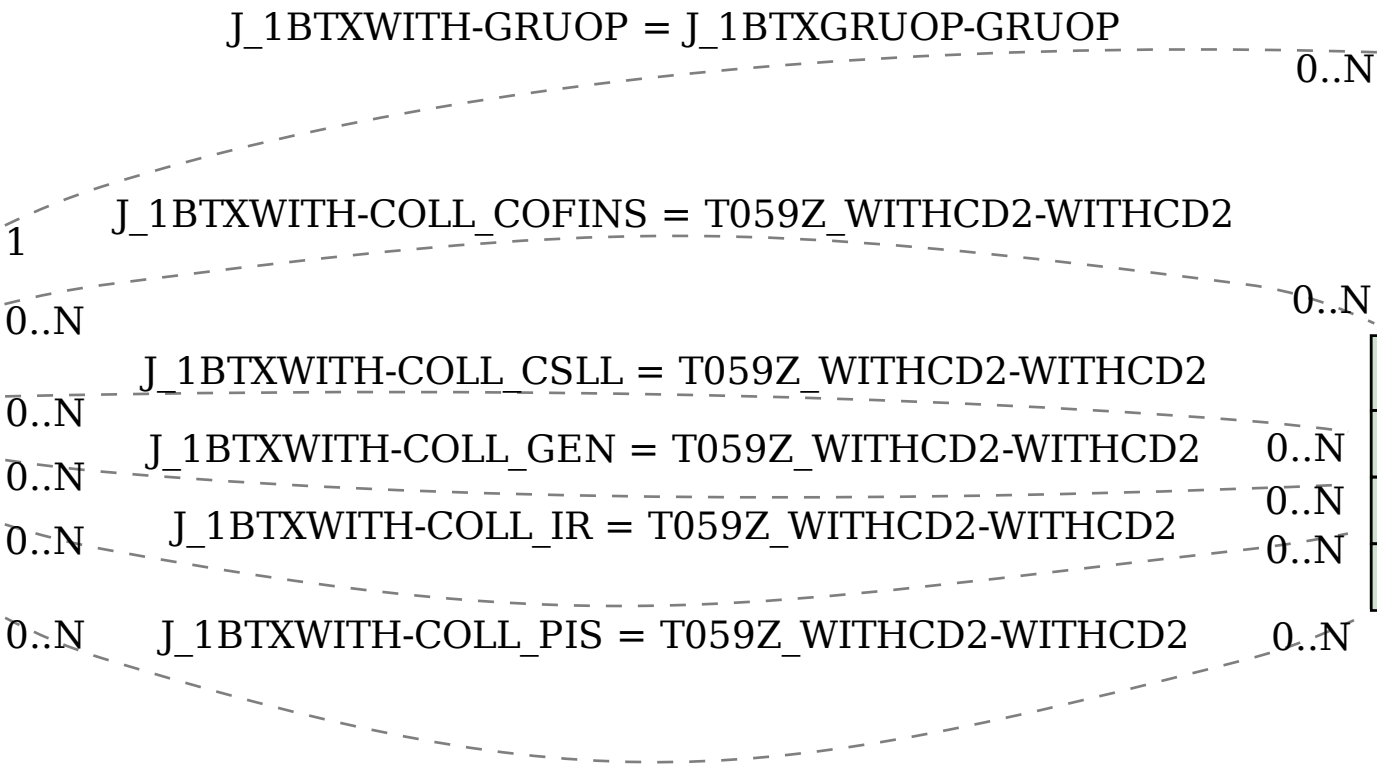 J_1BTXWITH-GRUOP = J_1BTXGRUOP-GRUOP
0..N
J_1BTXWITH-COLL_COFINS = T059Z_WITHCD2-WITHCD2
1
0..N
0..N
J_1BTXWITH-COLL_CSLL = T059Z_WITHCD2-WITHCD2
0..N
J_1BTXWITH-COLL_GEN = T059Z_WITHCD2-WITHCD2
0..N
0..N
0..N
J_1BTXWITH-COLL_IR = T059Z_WITHCD2-WITHCD2
0..N
0..N
0..N
J_1BTXWITH-COLL_PIS = T059Z_WITHCD2-WITHCD2
0..N